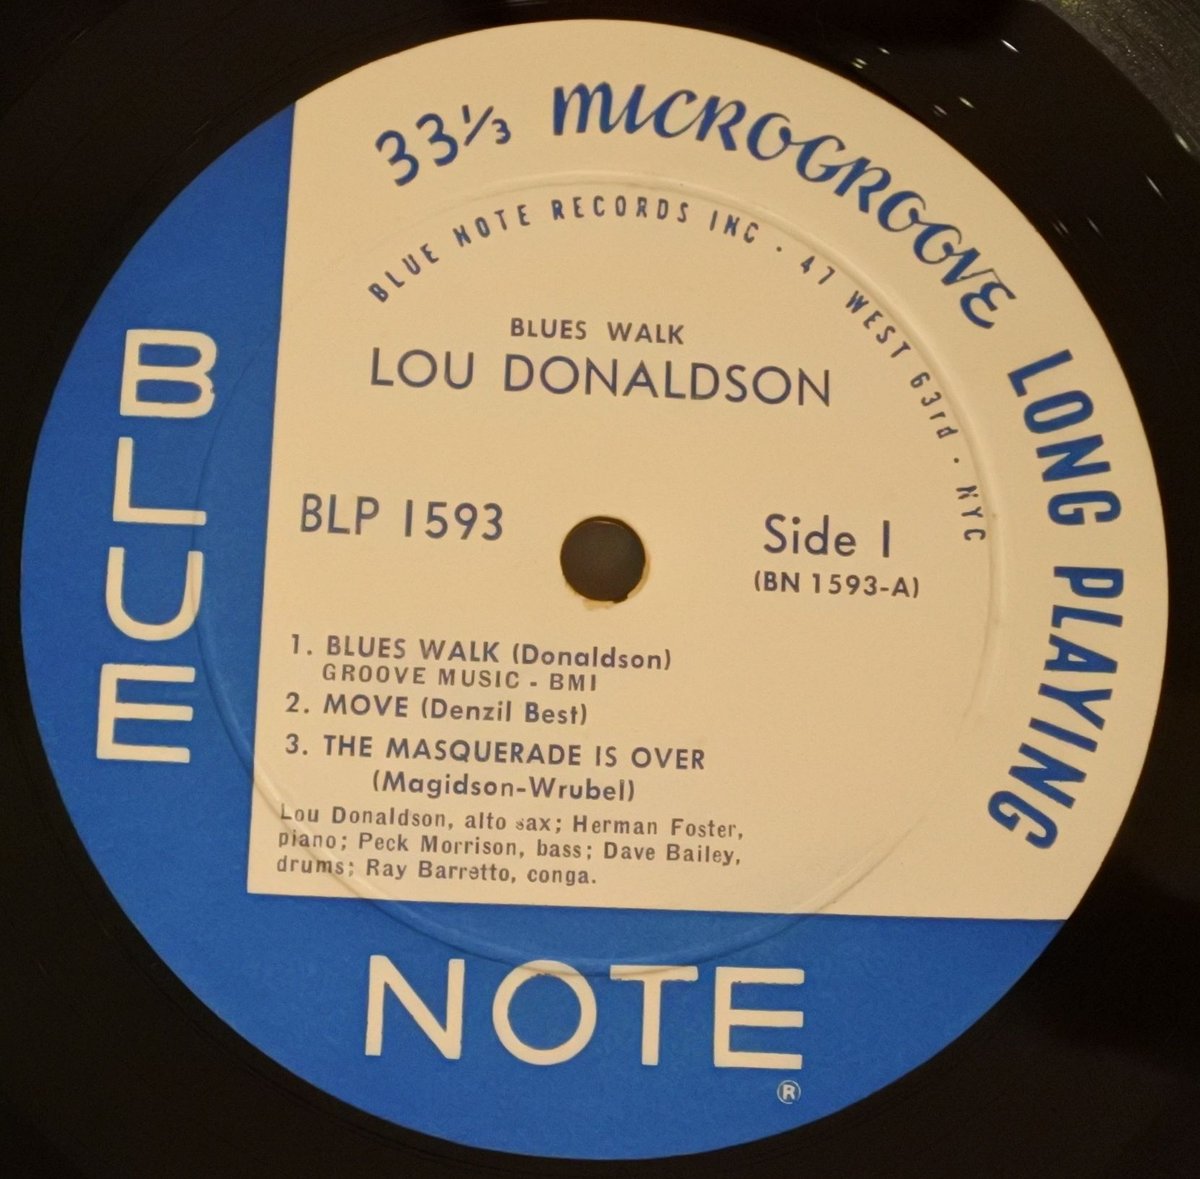 33⅓ MICROGROOVE LONG PLAYING
BLUE NOTE RECORDS INC · 47 WEST 63rd · NYC
BLUES WALK
LOU DONALDSON
BLP 1593
Side 1
(BN 1593-A)
1. BLUES WALK (Donaldson)
GROOVE MUSIC - BMI
2. MOVE (Denzil Best)
3. THE MASQUERADE IS OVER
(Magidson-Wrubel)
Lou Donaldson, alto sax; Herman Foster,
piano; Peck Morrison, bass; Dave Bailey,
drums; Ray Barretto, conga.
BLUE
NOTE
®